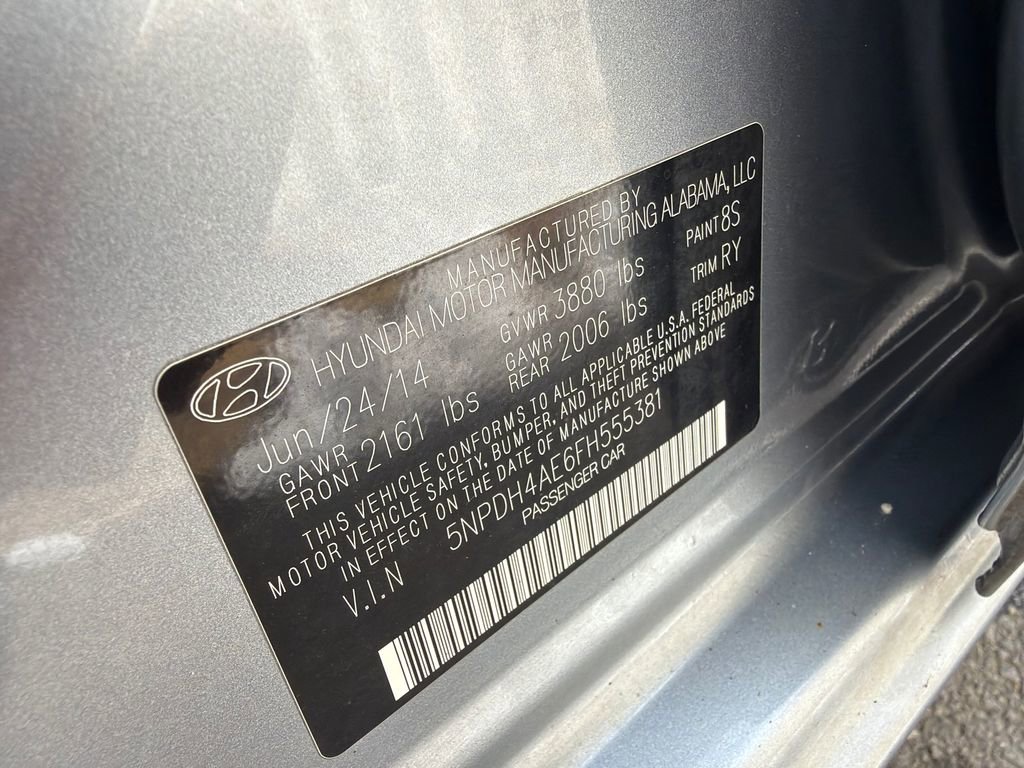 MANUFACTURED BY
HYUNDAI MOTOR MANUFACTURING ALABAMA, LLC
Jun/24/14 GVWR 3880 lbs PAINT 8S
GAWR FRONT 2161 lbs GAWR REAR 2006 lbs TRIM RY
THIS VEHICLE CONFORMS TO ALL APPLICABLE U.S.A. FEDERAL
MOTOR VEHICLE SAFETY, BUMPER, AND THEFT PREVENTION STANDARDS
IN EFFECT ON THE DATE OF MANUFACTURE SHOWN ABOVE
V.I.N 5NPDH4AE6FH555381
PASSENGER CAR